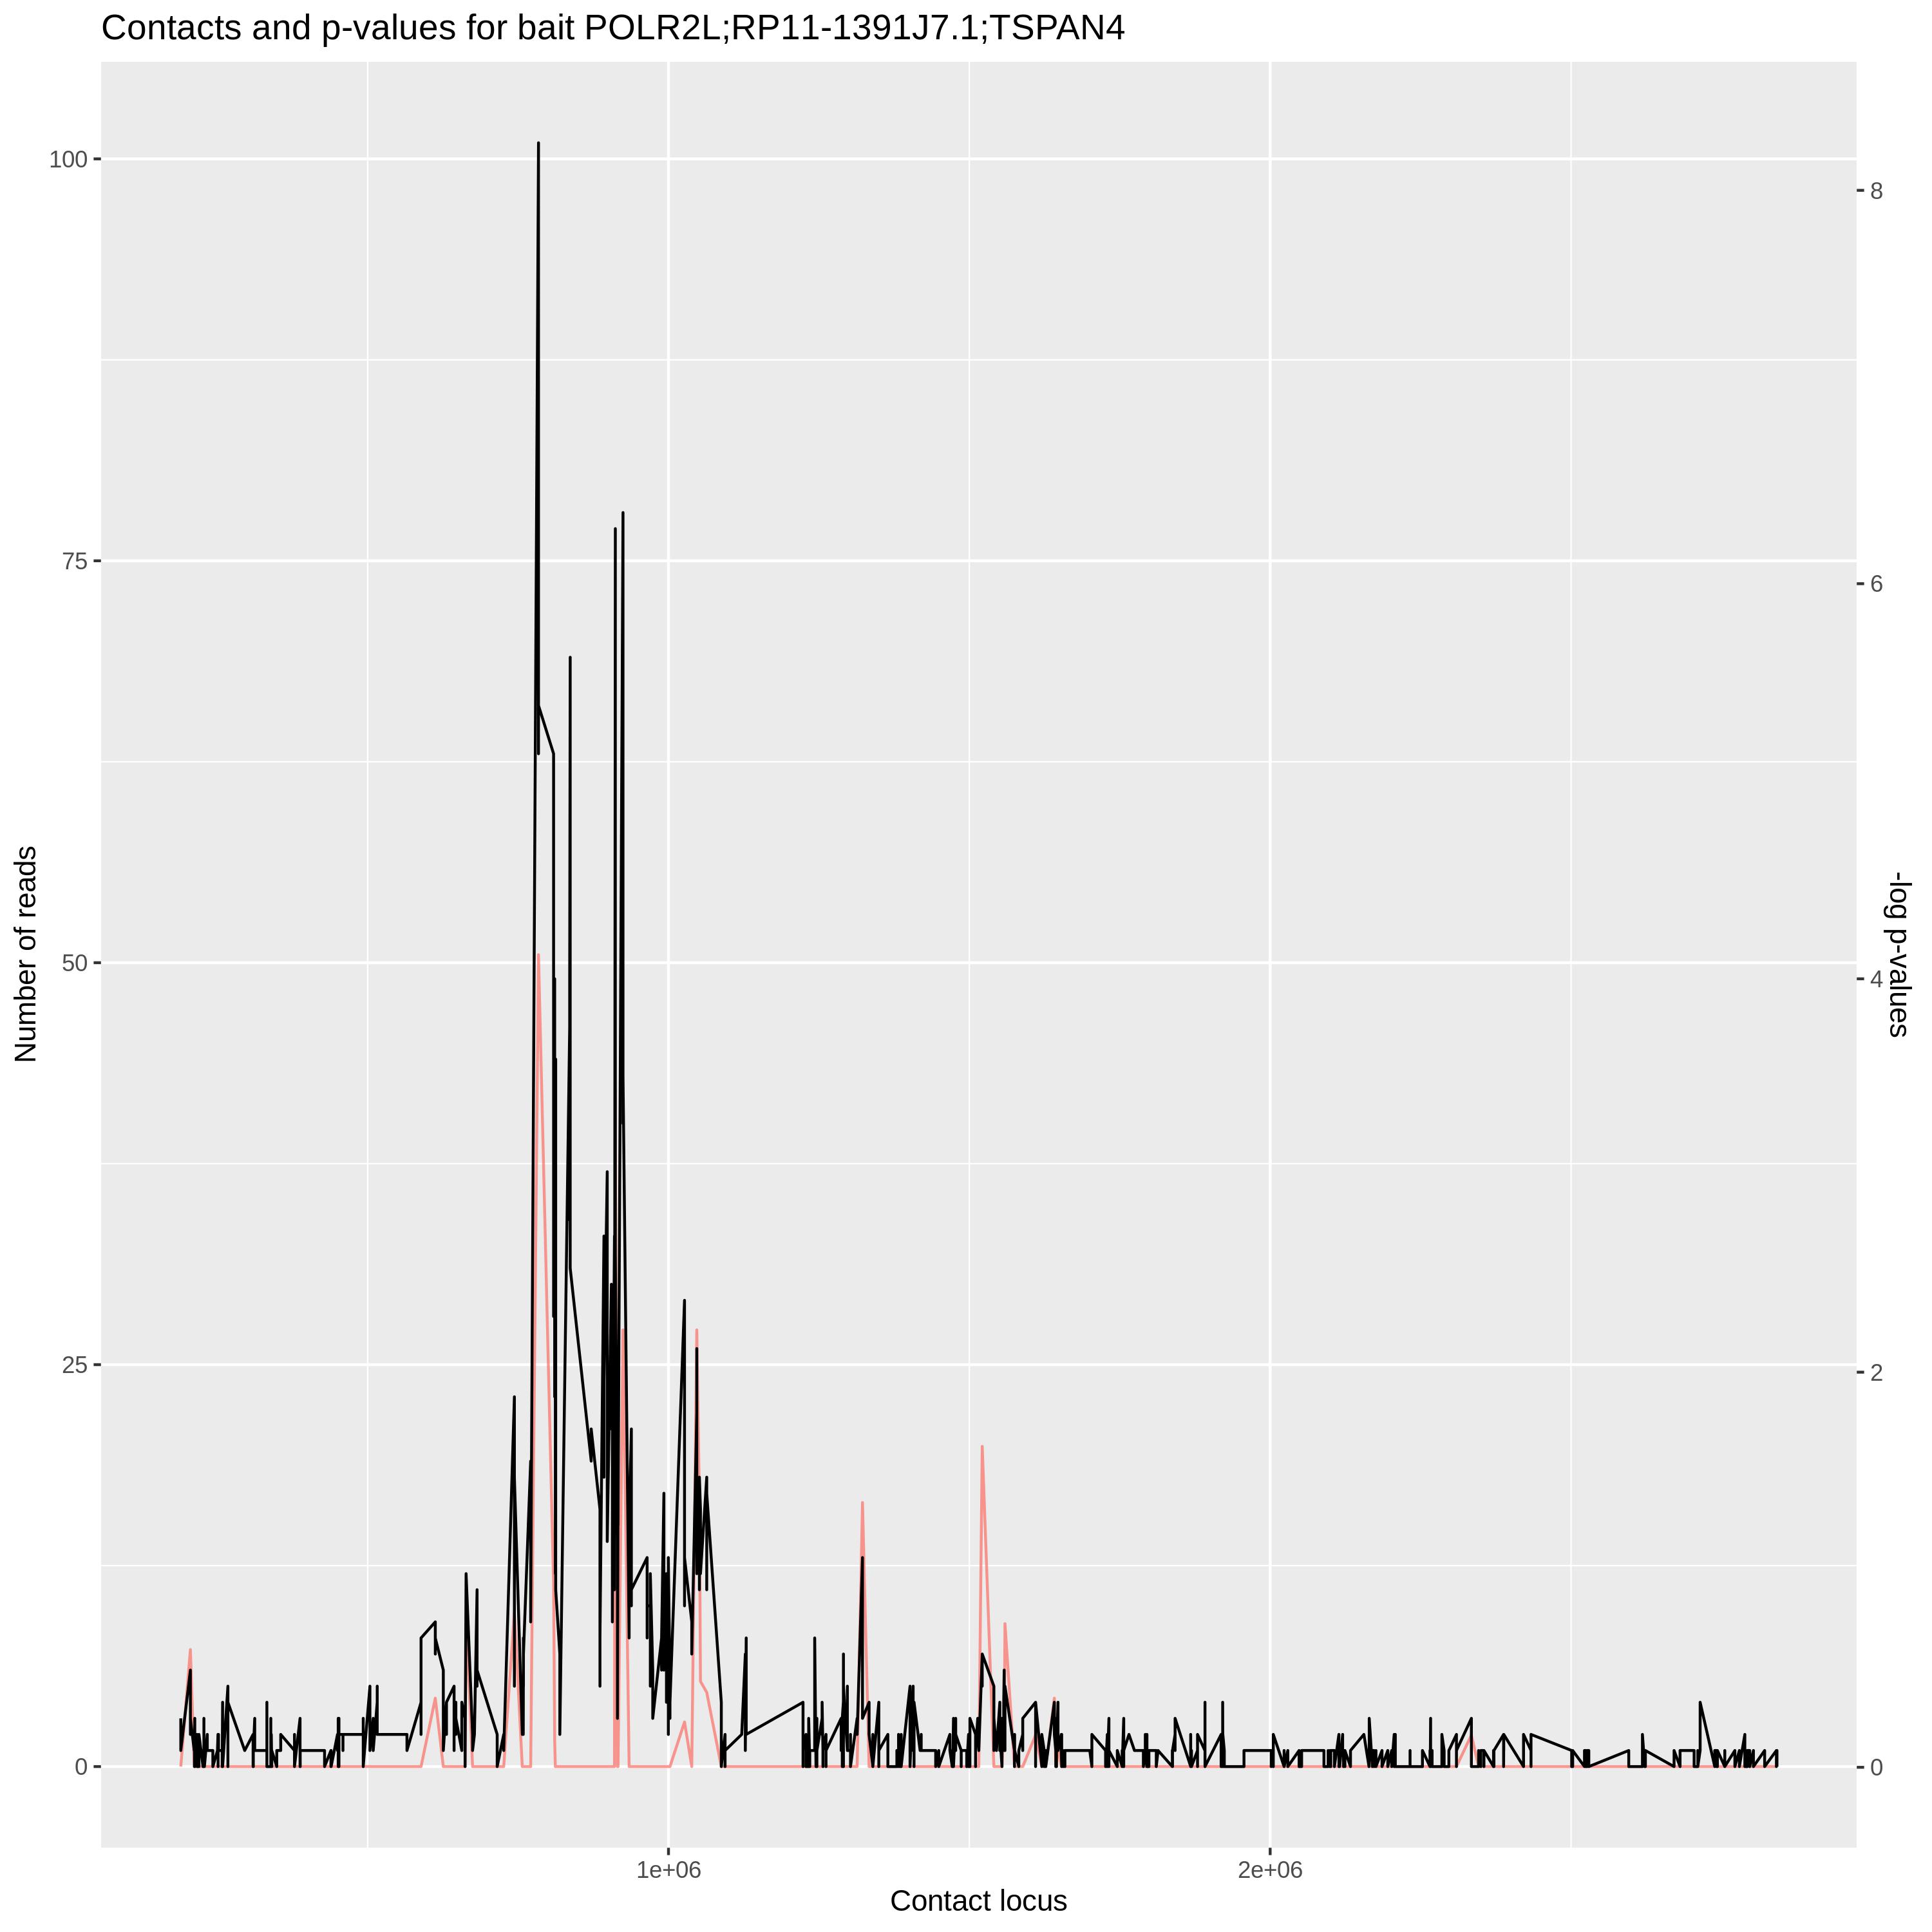 Contacts and p-values for bait POLR2L;RP11-1391J7.1;TSPAN4
100
75
50
25
0
Number of reads
8
6
4
2
0
-log p-values
1e+06
2e+06
Contact locus